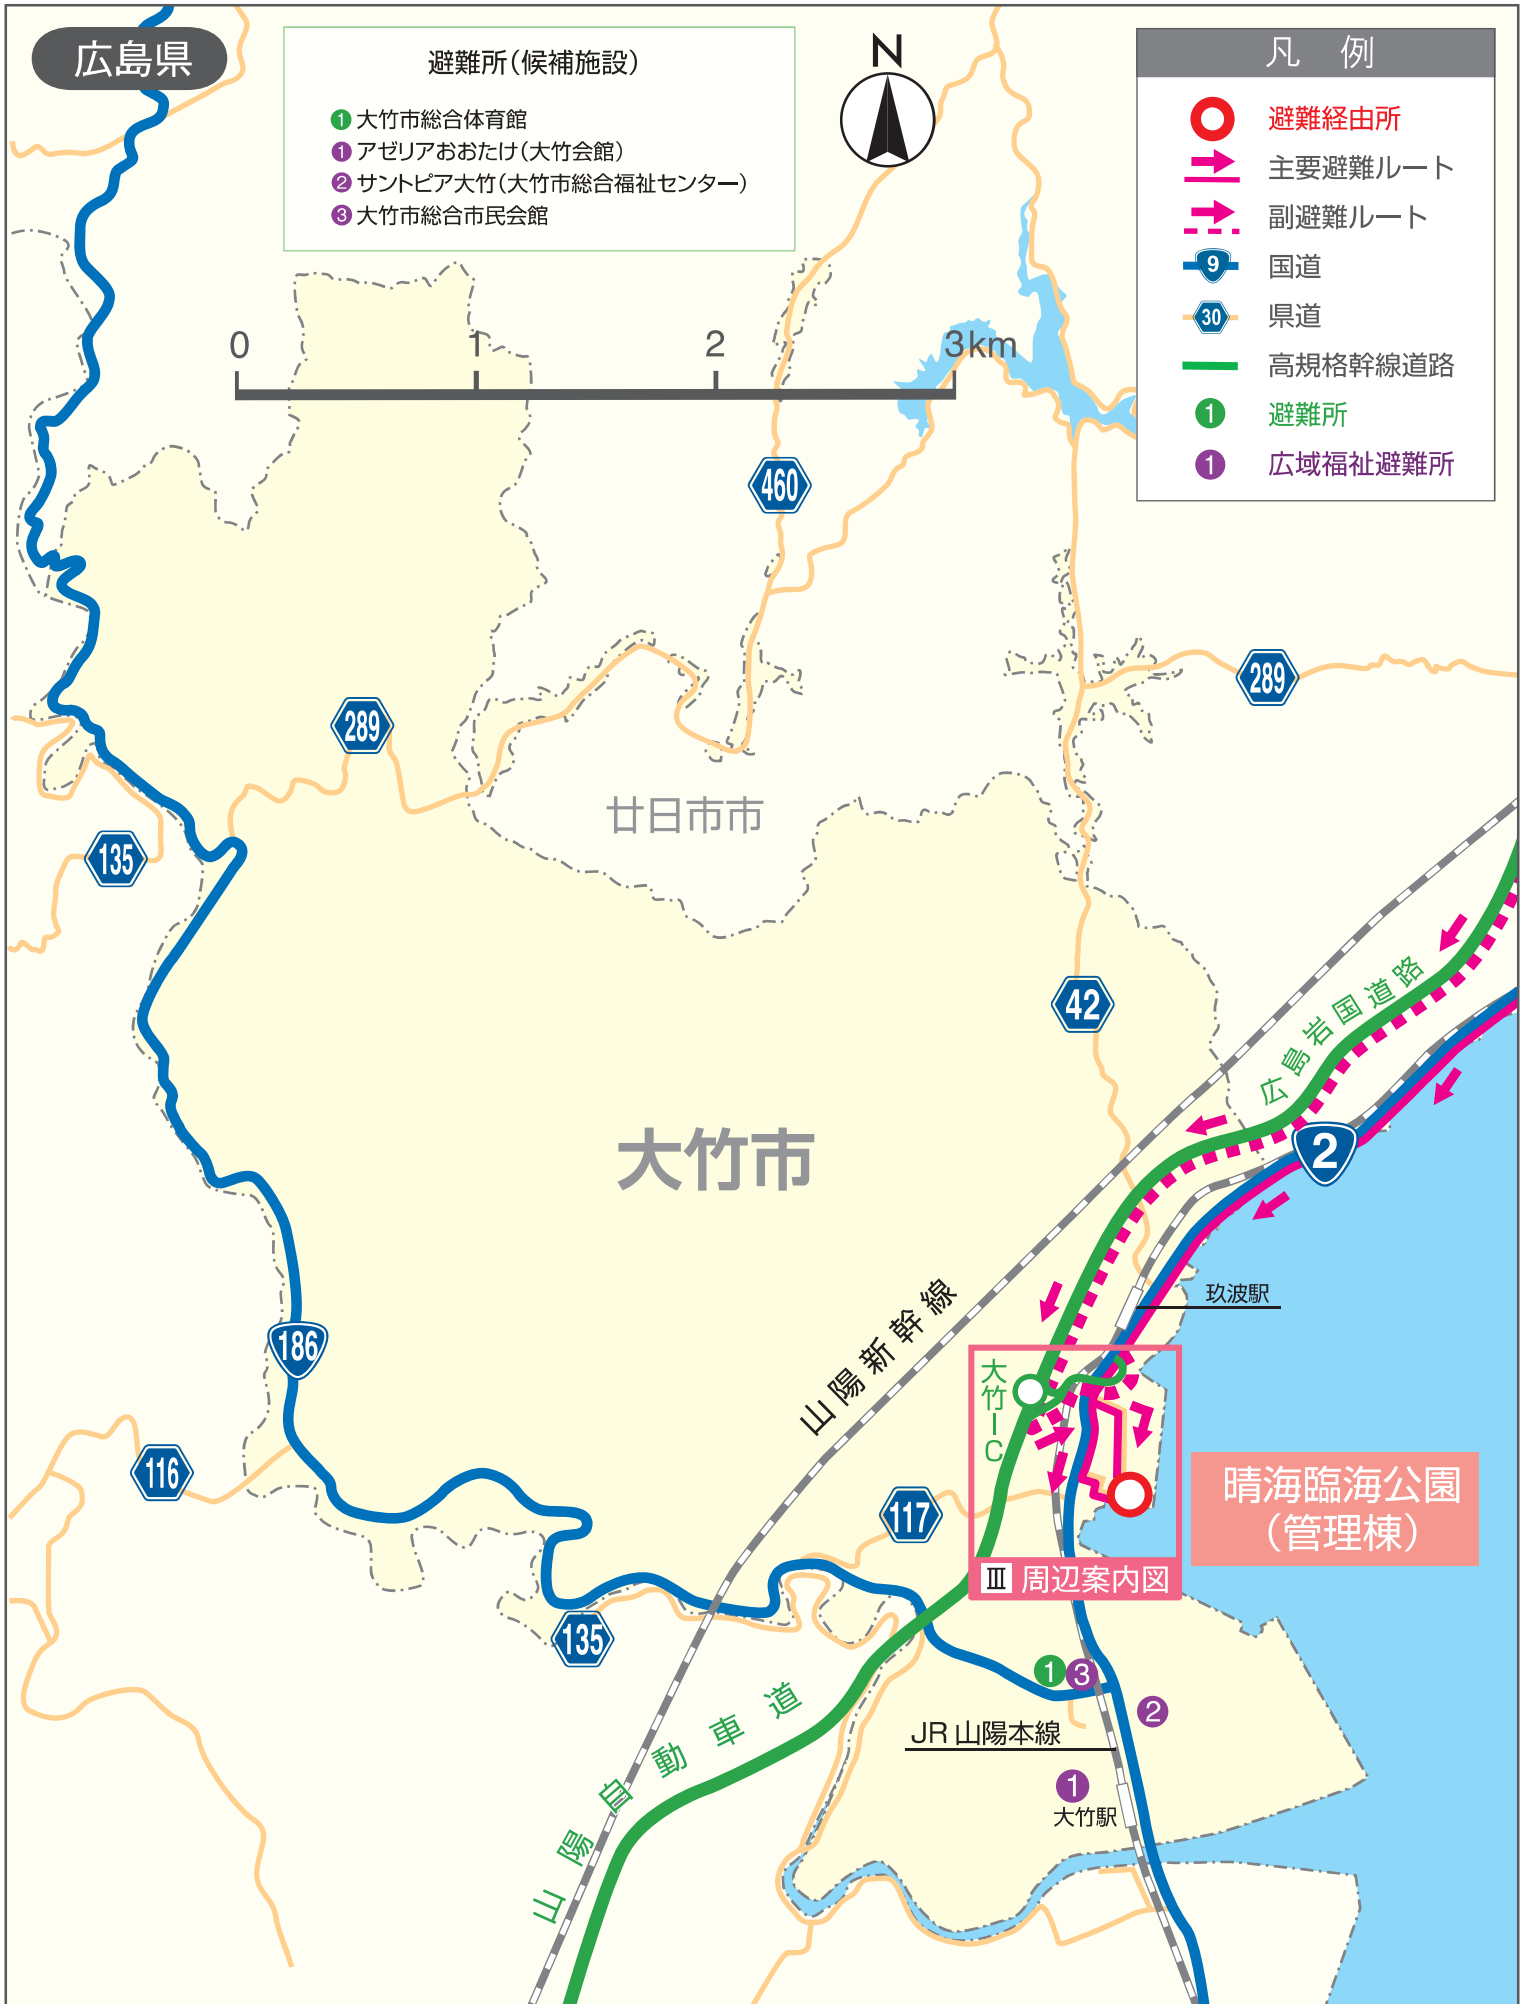 広島県
避難所（候補施設）
1 大竹市総合体育館
1 アゼリアおおたけ（大竹会館）
2 サントピア大竹（大竹市総合福祉センター）
3 大竹市総合市民会館
N
凡 例
避難経由所
主要避難ルート
副避難ルート
9 国道
30 県道
高規格幹線道路
1 避難所
1 広域福祉避難所
0 1 2 3km
460
289
289
廿日市市
135
42
広島岩国道路
大竹市
2
玖波駅
山陽新幹線
186
大竹IC
116
117
晴海臨海公園
（管理棟）
Ⅲ 周辺案内図
135
1 3
2
JR 山陽本線
山陽自動車道
1
大竹駅